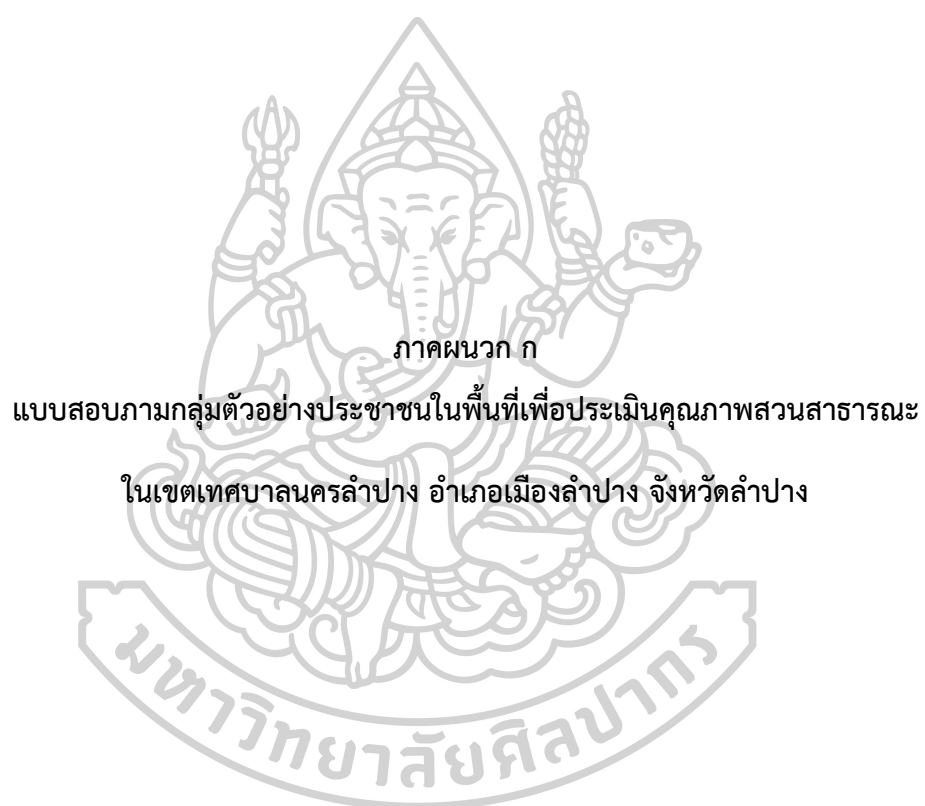 ภาคผนวก ก
แบบสอบภามกลุ่มตัวอย่างประชาชนในพื้นที่เพื่อประเมินคุณภาพสวนสาธารณะ
ในเขตเทศบาลนครลำปาง อำเภอเมืองลำปาง จังหวัดลำปาง
มหาวิทยาลัยศิลปากร